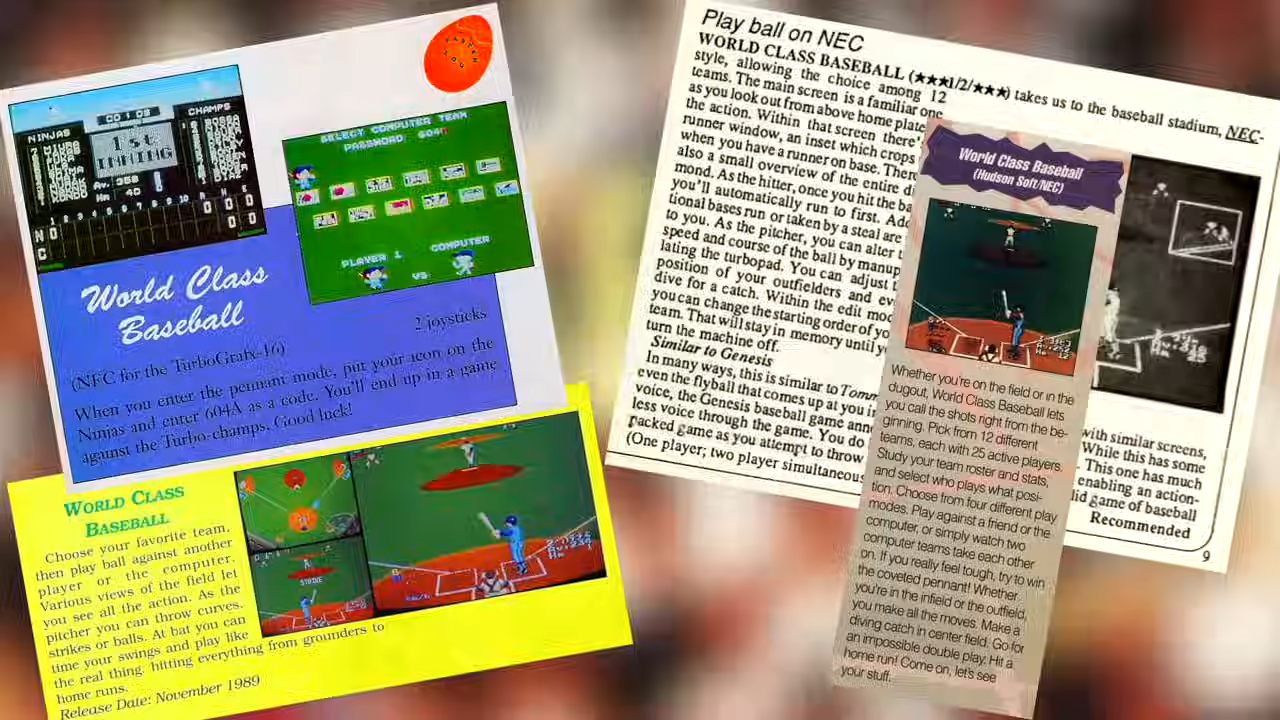 EASTER EGG
CHAMPS
NINJAS
1st
INNING
SELECT COMPUTER TEAM
PASSWORD: 604A
PLAYER 1
VS
COMPUTER
World Class
Baseball
2 joysticks
(NEC for the TurboGrafx-16)
When you enter the pennant mode, put your icon on the
Ninjas and enter 604A as a code. You'll end up in a game
against the Turbo-champs. Good luck!
WORLD CLASS
BASEBALL
Choose your favorite team,
then play ball against another
player or the computer.
Various views of the field let
you see all the action. As the
pitcher you can throw curves,
strikes or balls. At bat you can
time your swings and play like
the real thing, hitting everything from grounders to
home runs.
Release Date: November 1989
STRIKE
Play ball on NEC
WORLD CLASS BASEBALL (★★★1/2/★★★) takes us to the baseball stadium, NEC-
style, allowing the choice among 12
teams. The main screen is a familiar one
as you look out from above home plate
the action. Within that screen there
runner window, an inset which crops
when you have a runner on base. There
also a small overview of the entire di
mond. As the hitter, once you hit the ba
you'll automatically run to first. Add
tional bases run or taken by a steal are
to you. As the pitcher, you can alter t
speed and course of the ball by manup
lating the turbopad. You can adjust t
position of your outfielders and ev
dive for a catch. Within the edit mod
you can change the starting order of yo
team. That will stay in memory until y
turn the machine off.
Similar to Genesis
In many ways, this is similar to Tomm
with similar screens,
even the flyball that comes up at you i
While this has some
voice, the Genesis baseball game ann
This one has much
less voice through the game. You do
enabling an action-
packed game as you attempt to throw
lid game of baseball
(One player; two player simultaneous
Recommended
9
World Class Baseball
(Hudson Soft/NEC)
Whether you're on the field or in the
dugout, World Class Baseball lets
you call the shots right from the be-
ginning. Pick from 12 different
teams, each with 25 active players.
Study your team roster and stats,
and select who plays what posi-
tion. Choose from four different play
modes. Play against a friend or the
computer, or simply watch two
computer teams take each other
on. If you really feel tough, try to win
the coveted pennant! Whether
you're in the infield or the outfield,
you make all the moves. Make a
diving catch in center field. Go for
an impossible double play. Hit a
home run! Come on, let's see
your stuff.